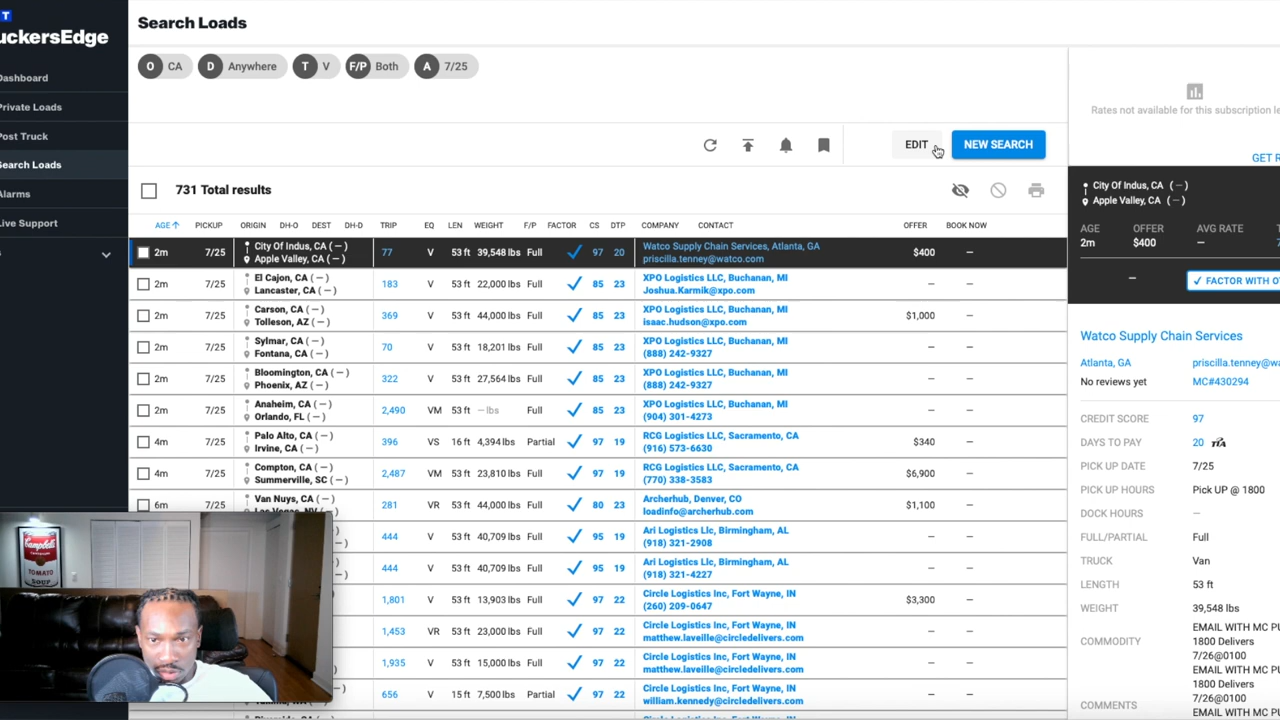 T
uckersEdge
Dashboard
Private Loads
Post Truck
Search Loads
Alarms
Live Support
Search Loads
O CA
D Anywhere
T V
F/P Both
A 7/25
EDIT
NEW SEARCH
731 Total results
AGE PICKUP ORIGIN DH-O DEST DH-D TRIP EQ LEN WEIGHT F/P FACTOR CS DTP COMPANY CONTACT OFFER BOOK NOW
2m 7/25 City Of Indus, CA (—) 77 V 53 ft 39,548 lbs Full 97 20 Watco Supply Chain Services, Atlanta, GA $400 —
Apple Valley, CA (—) priscilla.tenney@watco.com
2m 7/25 El Cajon, CA (—) 183 V 53 ft 22,000 lbs Full 85 23 XPO Logistics LLC, Buchanan, MI — —
Lancaster, CA (—) Joshua.Karmik@xpo.com
2m 7/25 Carson, CA (—) 369 V 53 ft 44,000 lbs Full 85 23 XPO Logistics LLC, Buchanan, MI $1,000 —
Tolleson, AZ (—) isaac.hudson@xpo.com
2m 7/25 Sylmar, CA (—) 70 V 53 ft 18,201 lbs Full 85 23 XPO Logistics LLC, Buchanan, MI — —
Fontana, CA (—) (888) 242-9327
2m 7/25 Bloomington, CA (—) 322 V 53 ft 27,564 lbs Full 85 23 XPO Logistics LLC, Buchanan, MI — —
Phoenix, AZ (—) (888) 242-9327
2m 7/25 Anaheim, CA (—) 2,490 VM 53 ft — lbs Full 85 23 XPO Logistics LLC, Buchanan, MI — —
Orlando, FL (—) (904) 301-4273
4m 7/25 Palo Alto, CA (—) 396 VS 16 ft 4,394 lbs Partial 97 19 RCG Logistics LLC, Sacramento, CA $340 —
Irvine, CA (—) (916) 573-6630
4m 7/25 Compton, CA (—) 2,487 VM 53 ft 23,810 lbs Full 97 19 RCG Logistics LLC, Sacramento, CA $6,900 —
Summerville, SC (—) (770) 338-3583
6m 7/25 Van Nuys, CA (—) 281 VR 53 ft 44,000 lbs Full 80 23 Archerhub, Denver, CO $1,100 —
loadinfo@archerhub.com
444 V 53 ft 40,709 lbs Full 95 19 Ari Logistics Llc, Birmingham, AL — —
(918) 321-2908
444 V 53 ft 40,709 lbs Full 95 19 Ari Logistics Llc, Birmingham, AL — —
(918) 321-4227
1,801 V 53 ft 13,903 lbs Full 97 22 Circle Logistics Inc, Fort Wayne, IN $3,300 —
(260) 209-0647
1,453 VR 53 ft 23,000 lbs Full 97 22 Circle Logistics Inc, Fort Wayne, IN — —
matthew.laveille@circledelivers.com
1,935 V 53 ft 15,000 lbs Full 97 22 Circle Logistics Inc, Fort Wayne, IN — —
matthew.laveille@circledelivers.com
656 V 15 ft 7,500 lbs Partial 97 22 Circle Logistics Inc, Fort Wayne, IN — —
william.kennedy@circledelivers.com
Rates not available for this subscription le
GET R
City Of Indus, CA (—)
Apple Valley, CA (—)
AGE OFFER AVG RATE
2m $400 —
—
FACTOR WITH O
Watco Supply Chain Services
Atlanta, GA priscilla.tenney@wa
No reviews yet MC#430294
CREDIT SCORE 97
DAYS TO PAY 20 TIA
PICK UP DATE 7/25
PICK UP HOURS Pick UP @ 1800
DOCK HOURS —
FULL/PARTIAL Full
TRUCK Van
LENGTH 53 ft
WEIGHT 39,548 lbs
EMAIL WITH MC PU
COMMODITY 1800 Delivers
7/26@0100
EMAIL WITH MC PU
1800 Delivers
7/26@0100
COMMENTS EMAIL WITH MC PU
Campbell's
TOMATO
SOUP